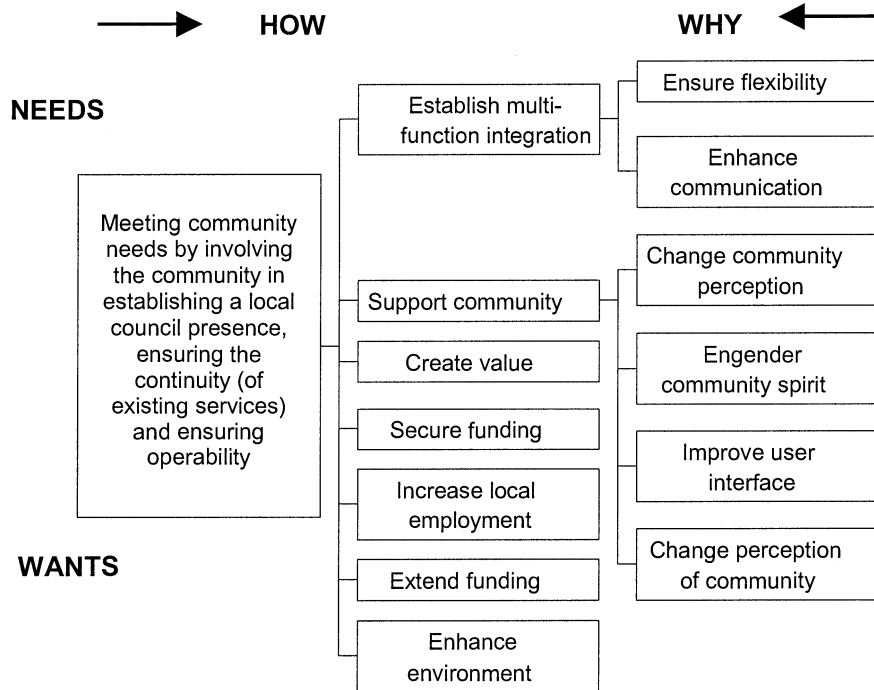 HOW
WHY
NEEDS
Meeting community
needs by involving
the community in
establishing a local
council presence,
ensuring the
continuity (of
existing services)
and ensuring
operability
WANTS
Establish multi-
function integration
Support community
Create value
Secure funding
Increase local
employment
Extend funding
Enhance
environment
Ensure flexibility
Enhance
communication
Change community
perception
Engender
community spirit
Improve user
interface
Change perception
of community